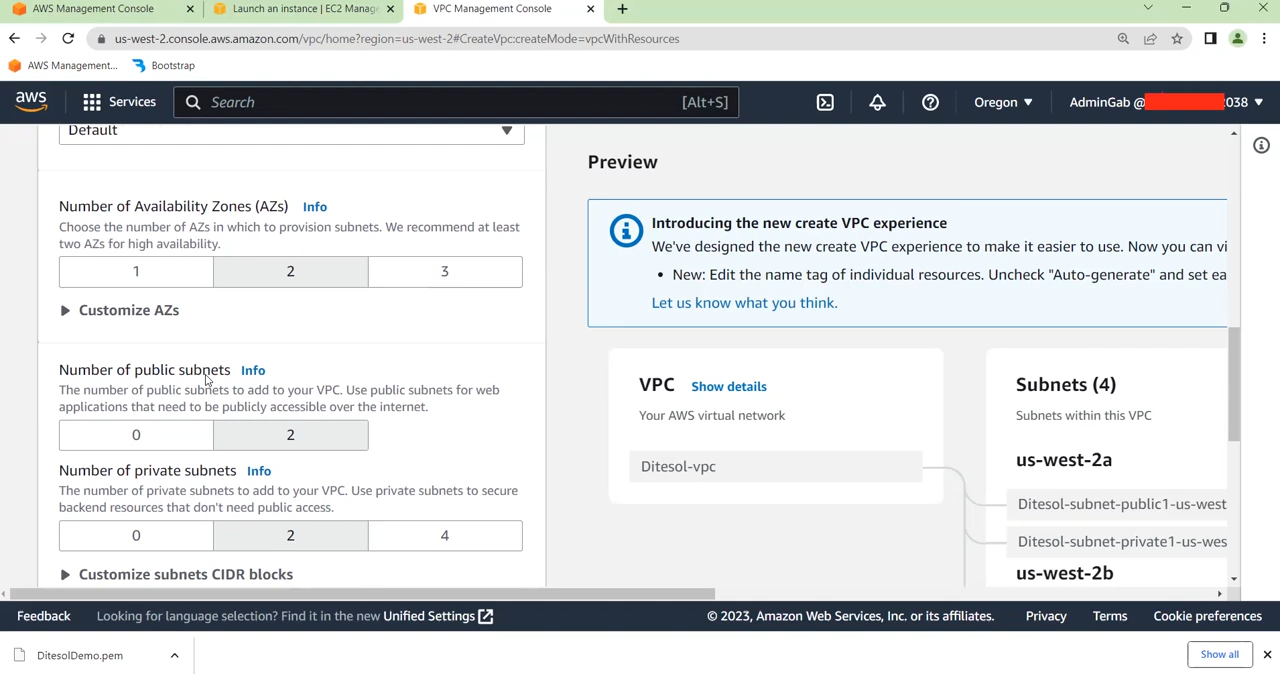 AWS Management Console
Launch an instance | EC2 Manage
VPC Management Console
us-west-2.console.aws.amazon.com/vpc/home?region=us-west-2#CreateVpc:createMode=vpcWithResources
AWS Management...
Bootstrap
aws
Services
Search
[Alt+S]
Oregon
AdminGab @
038
Default
Number of Availability Zones (AZs) Info
Choose the number of AZs in which to provision subnets. We recommend at least
two AZs for high availability.
1
2
3
Customize AZs
Number of public subnets Info
The number of public subnets to add to your VPC. Use public subnets for web
applications that need to be publicly accessible over the internet.
0
2
Number of private subnets Info
The number of private subnets to add to your VPC. Use private subnets to secure
backend resources that don't need public access.
0
2
4
Customize subnets CIDR blocks
Preview
Introducing the new create VPC experience
We've designed the new create VPC experience to make it easier to use. Now you can vi
• New: Edit the name tag of individual resources. Uncheck "Auto-generate" and set ea
Let us know what you think.
VPC Show details
Your AWS virtual network
Ditesol-vpc
Subnets (4)
Subnets within this VPC
us-west-2a
Ditesol-subnet-public1-us-west
Ditesol-subnet-private1-us-wes
us-west-2b
Feedback
Looking for language selection? Find it in the new Unified Settings
© 2023, Amazon Web Services, Inc. or its affiliates.
Privacy
Terms
Cookie preferences
DitesolDemo.pem
Show all